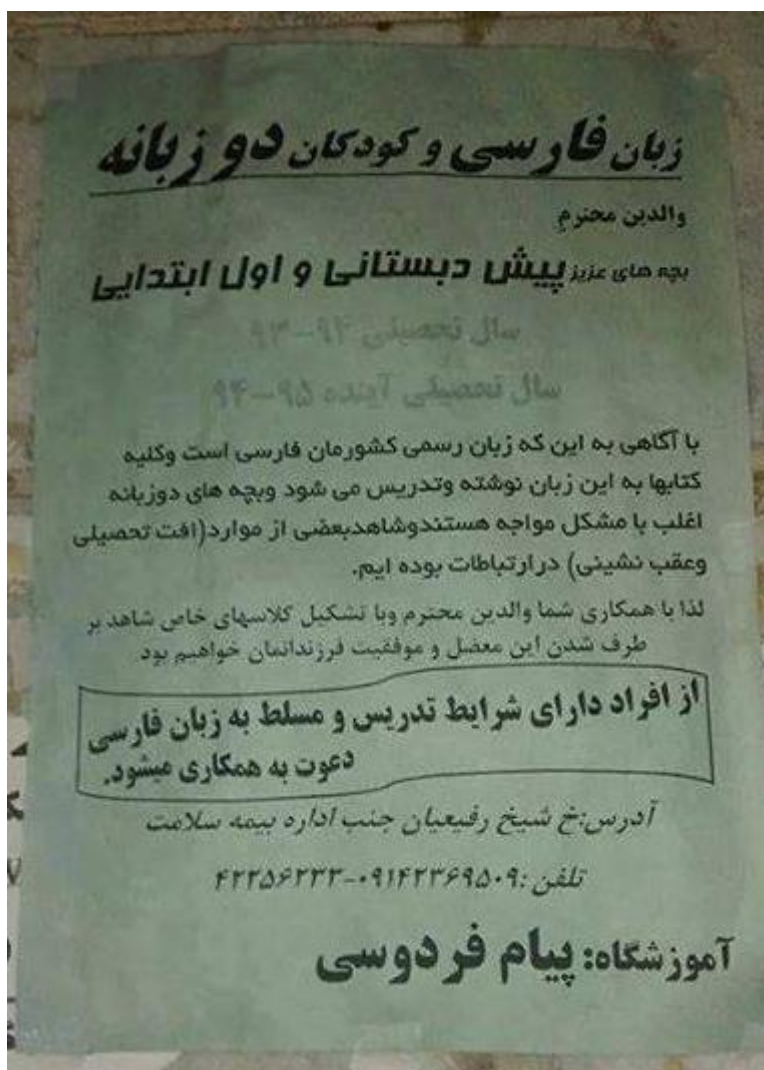 زبان فارسی و کودکان دو زبانه
والدین محترم
بچه های عزیز پیش دبستانی و اول ابتدایی
سال تحصیلی ۹۴-۹۳
سال تحصیلی آینده ۹۵-۹۴
با آگاهی به این که زبان رسمی کشورمان فارسی است وکلیه
کتابها به این زبان نوشته وتدریس می شود وبچه های دوزبانه
اغلب با مشکل مواجه هستندوشاهدبعضی از موارد(افت تحصیلی
وعقب نشینی) درارتباطات بوده ایم.
لذا با همکاری شما والدین محترم وبا تشکیل کلاسهای خاص شاهد بر
طرف شدن این معضل و موفقیت فرزندانمان خواهیم بود
از افراد دارای شرایط تدریس و مسلط به زبان فارسی
دعوت به همکاری میشود.
آدرس:خ شیخ رفیعیان جنب اداره بیمه سلامت
تلفن :۰۹۱۴۲۳۶۹۵۰۹-۴۲۲۵۶۲۳۳
آموزشگاه: پیام فردوسی